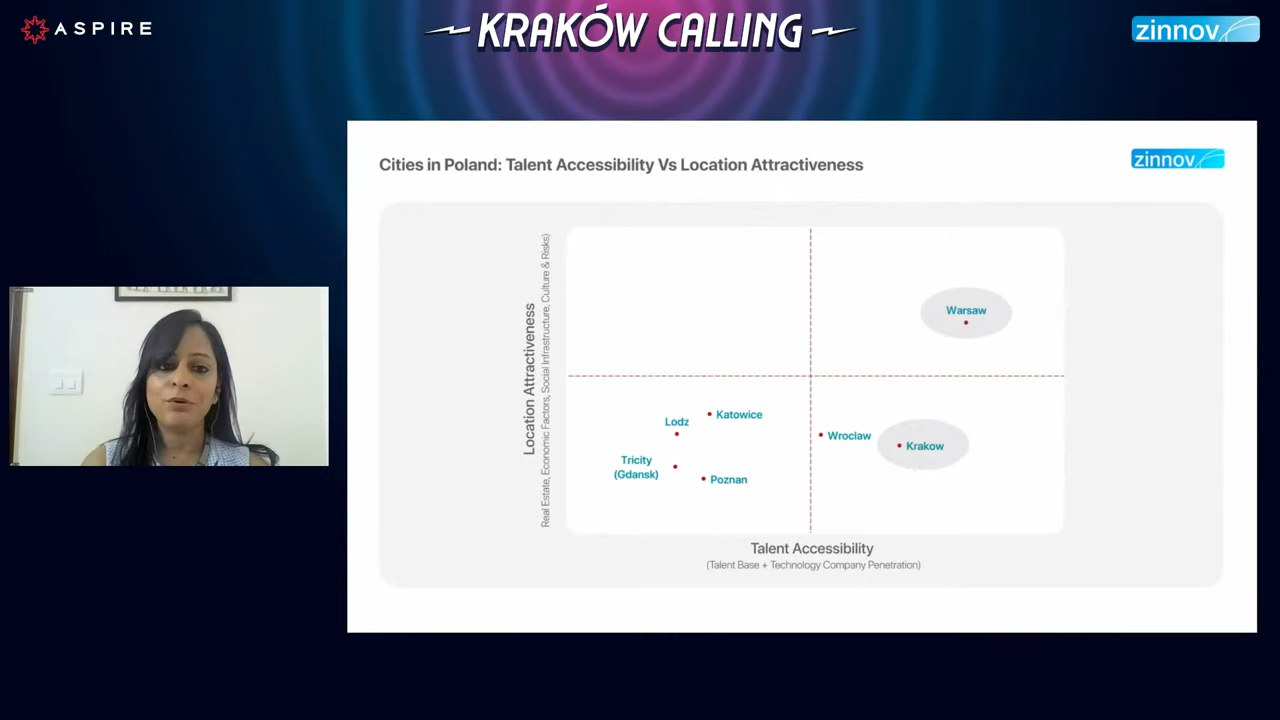 ASPIRE
KRAKÓW CALLING
zinnov
Cities in Poland: Talent Accessibility Vs Location Attractiveness
zinnov
Location Attractiveness
Real Estate, Economic Factors, Social Infrastructure, Culture & Risks)
Warsaw
Katowice
Lodz
Wroclaw
Krakow
Tricity
(Gdansk)
Poznan
Talent Accessibility
(Talent Base + Technology Company Penetration)